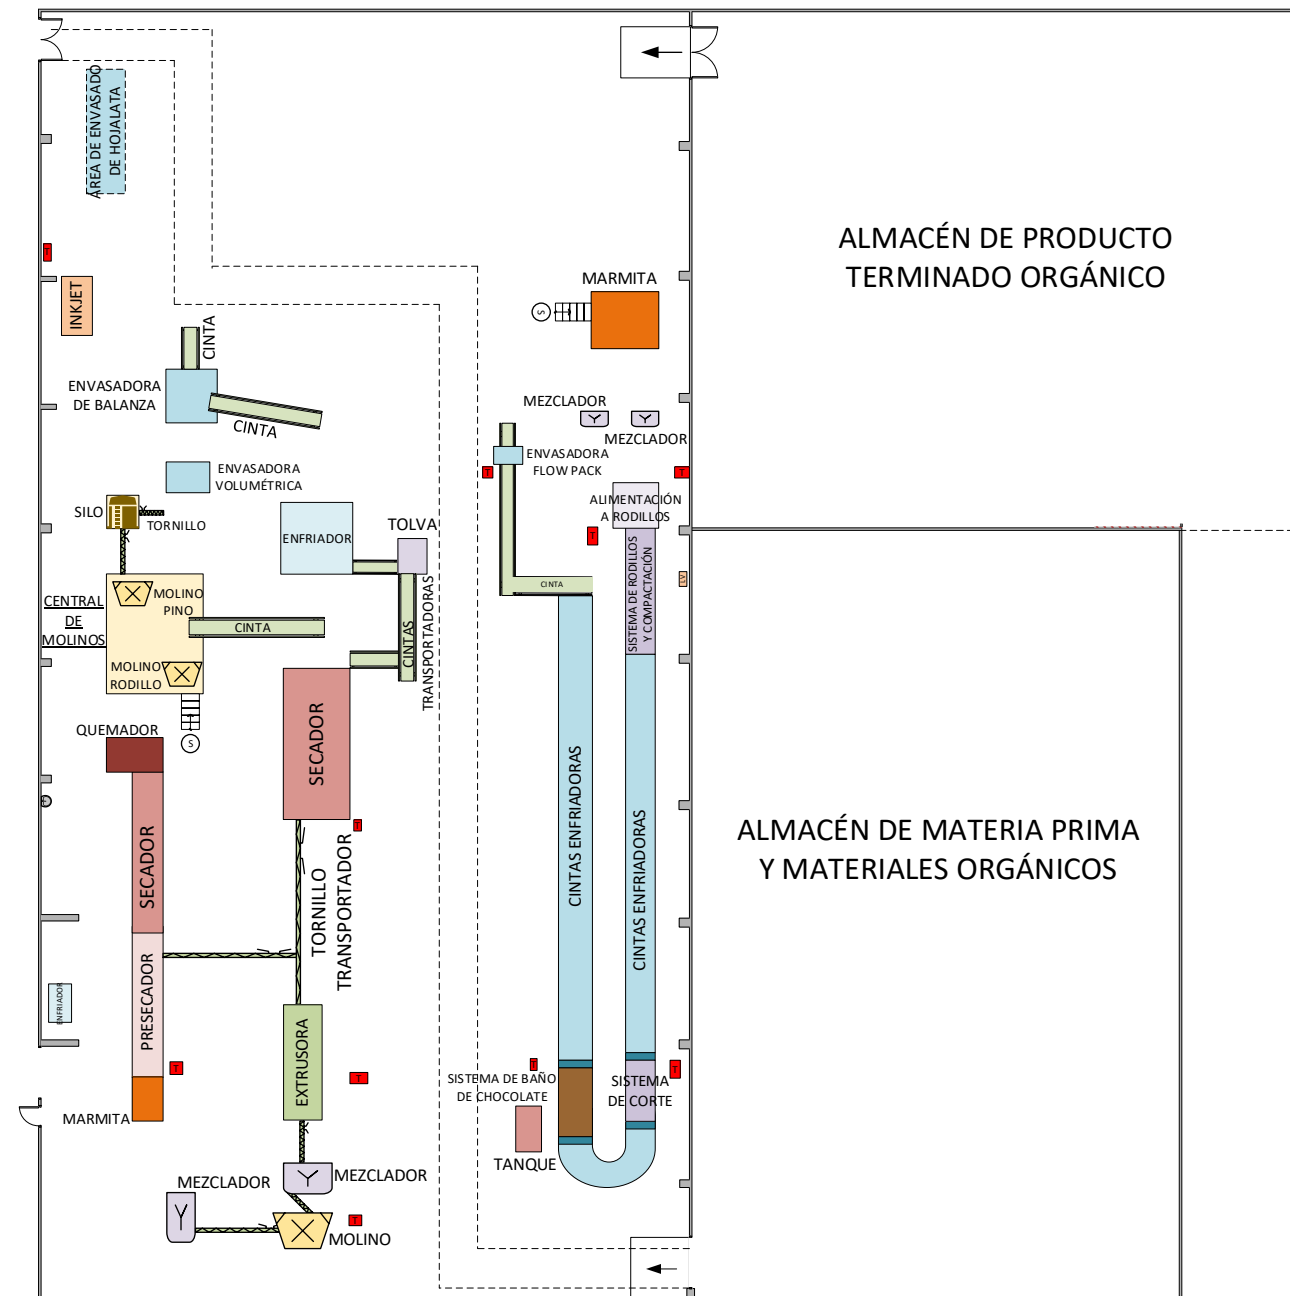 ÁREA DE ENVASADO
DE HOJALATA
T
INKJET
CINTA
ENVASADORA
DE BALANZA
CINTA
ENVASADORA
VOLUMÉTRICA
SILO
TORNILLO
ENFRIADOR
TOLVA
CINTAS
TRANSPORTADORAS
CENTRAL
DE
MOLINOS
MOLINO
PINO
CINTA
MOLINO
RODILLO
S
QUEMADOR
SECADOR
PRESECADOR
MARMITA
ENFRIADOR
T
SECADOR
T
TORNILLO
TRANSPORTADOR
EXTRUSORA
T
MEZCLADOR
MEZCLADOR
T
MOLINO
MARMITA
S
MEZCLADOR
MEZCLADOR
ENVASADORA
FLOW PACK
T
T
ALIMENTACIÓN
A RODILLOS
T
SISTEMA DE RODILLOS
Y COMPACTACIÓN
LV
CINTA
CINTAS ENFRIADORAS
CINTAS ENFRIADORAS
T
T
SISTEMA DE BAÑO
DE CHOCOLATE
SISTEMA
DE CORTE
TANQUE
ALMACÉN DE PRODUCTO
TERMINADO ORGÁNICO
ALMACÉN DE MATERIA PRIMA
Y MATERIALES ORGÁNICOS